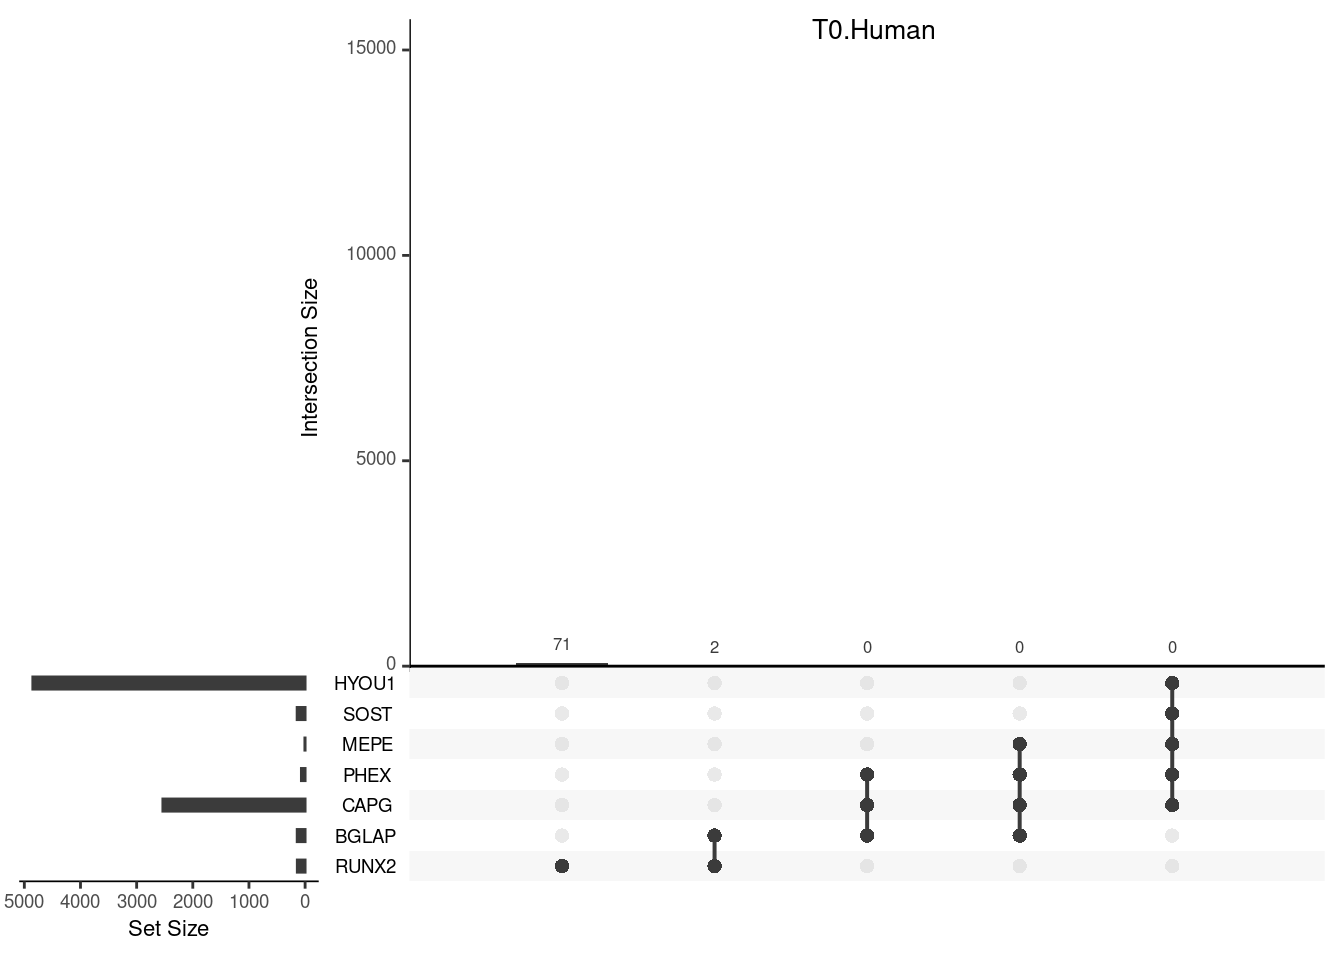 T0.Human
15000
10000
5000
0
Intersection Size
71
2
0
0
0
HYOU1
SOST
MEPE
PHEX
CAPG
BGLAP
RUNX2
5000 4000 3000 2000 1000 0
Set Size